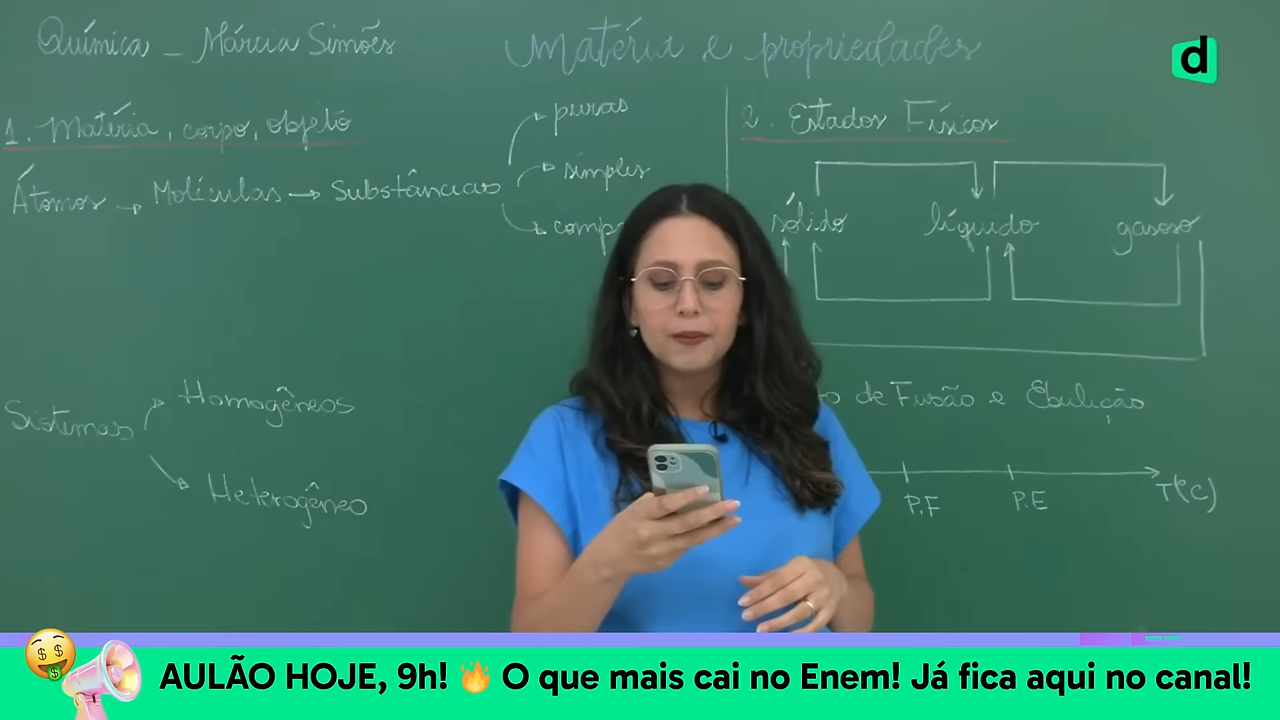 Química - Márcia Simões
Matéria e propriedades
d
1. Matéria, corpo, objeto
Átomos → Moléculas → Substâncias
puras
simples
2. Estados Físicos
sólido líquido gasoso
de Fusão e Ebulição
P.F P.E T(°C)
Sistemas
Homogêneos
Heterogêneo
AULÃO HOJE, 9h! 🔥 O que mais cai no Enem! Já fica aqui no canal!